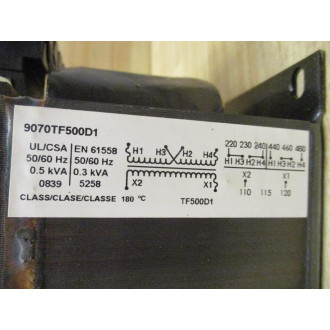 9070TF500D1
UL/CSA EN 61558
50/60 Hz 50/60 Hz
0.5 kVA 0.3 kVA
0839 5258
CLASS/CLASE/CLASSE 180 °C
H1 H3 H2 H4
X2 X1
TF500D1
220 230 240 440 460 480
H1 H3 H2 H4 H1 H3 H2 H4
X2 X1
110 115 120